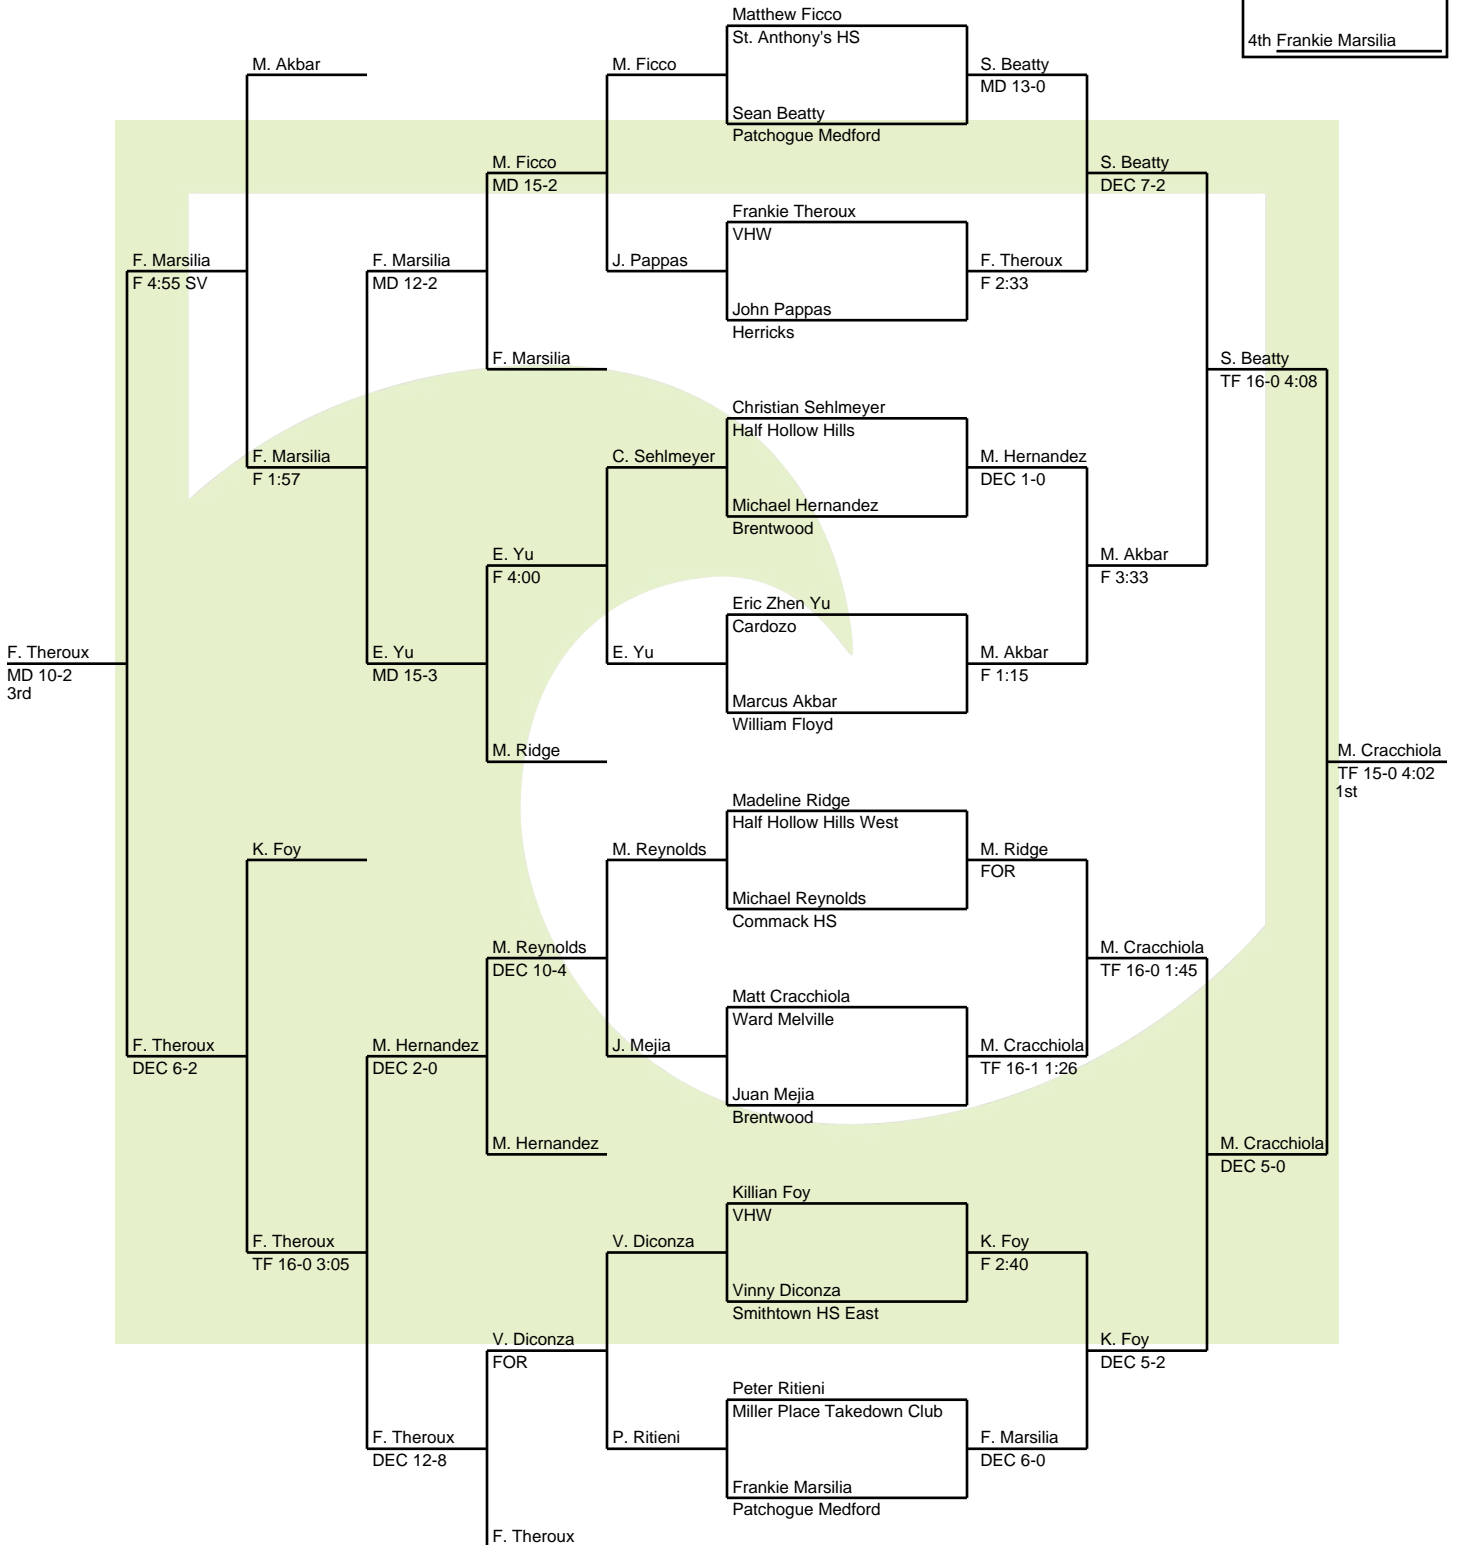 Matthew Ficco
St. Anthony's HS
4th Frankie Marsilia
M. Akbar
M. Ficco
S. Beatty
MD 13-0
Sean Beatty
Patchogue Medford
M. Ficco
MD 15-2
S. Beatty
DEC 7-2
Frankie Theroux
VHW
F. Marsilia
F 4:55 SV
F. Marsilia
MD 12-2
J. Pappas
F. Theroux
F 2:33
John Pappas
Herricks
F. Marsilia
S. Beatty
TF 16-0 4:08
Christian Sehlmeyer
Half Hollow Hills
F. Marsilia
F 1:57
C. Sehlmeyer
M. Hernandez
DEC 1-0
Michael Hernandez
Brentwood
E. Yu
F 4:00
M. Akbar
F 3:33
Eric Zhen Yu
Cardozo
F. Theroux
MD 10-2
3rd
E. Yu
MD 15-3
E. Yu
M. Akbar
F 1:15
Marcus Akbar
William Floyd
M. Ridge
M. Cracchiola
TF 15-0 4:02
1st
Madeline Ridge
Half Hollow Hills West
K. Foy
M. Reynolds
M. Ridge
FOR
Michael Reynolds
Commack HS
M. Reynolds
DEC 10-4
M. Cracchiola
TF 16-0 1:45
Matt Cracchiola
Ward Melville
F. Theroux
DEC 6-2
M. Hernandez
DEC 2-0
J. Mejia
M. Cracchiola
TF 16-1 1:26
Juan Mejia
Brentwood
M. Hernandez
M. Cracchiola
DEC 5-0
Killian Foy
VHW
F. Theroux
TF 16-0 3:05
V. Diconza
K. Foy
F 2:40
Vinny Diconza
Smithtown HS East
V. Diconza
FOR
K. Foy
DEC 5-2
Peter Ritieni
Miller Place Takedown Club
F. Theroux
DEC 12-8
P. Ritieni
F. Marsilia
DEC 6-0
Frankie Marsilia
Patchogue Medford
F. Theroux